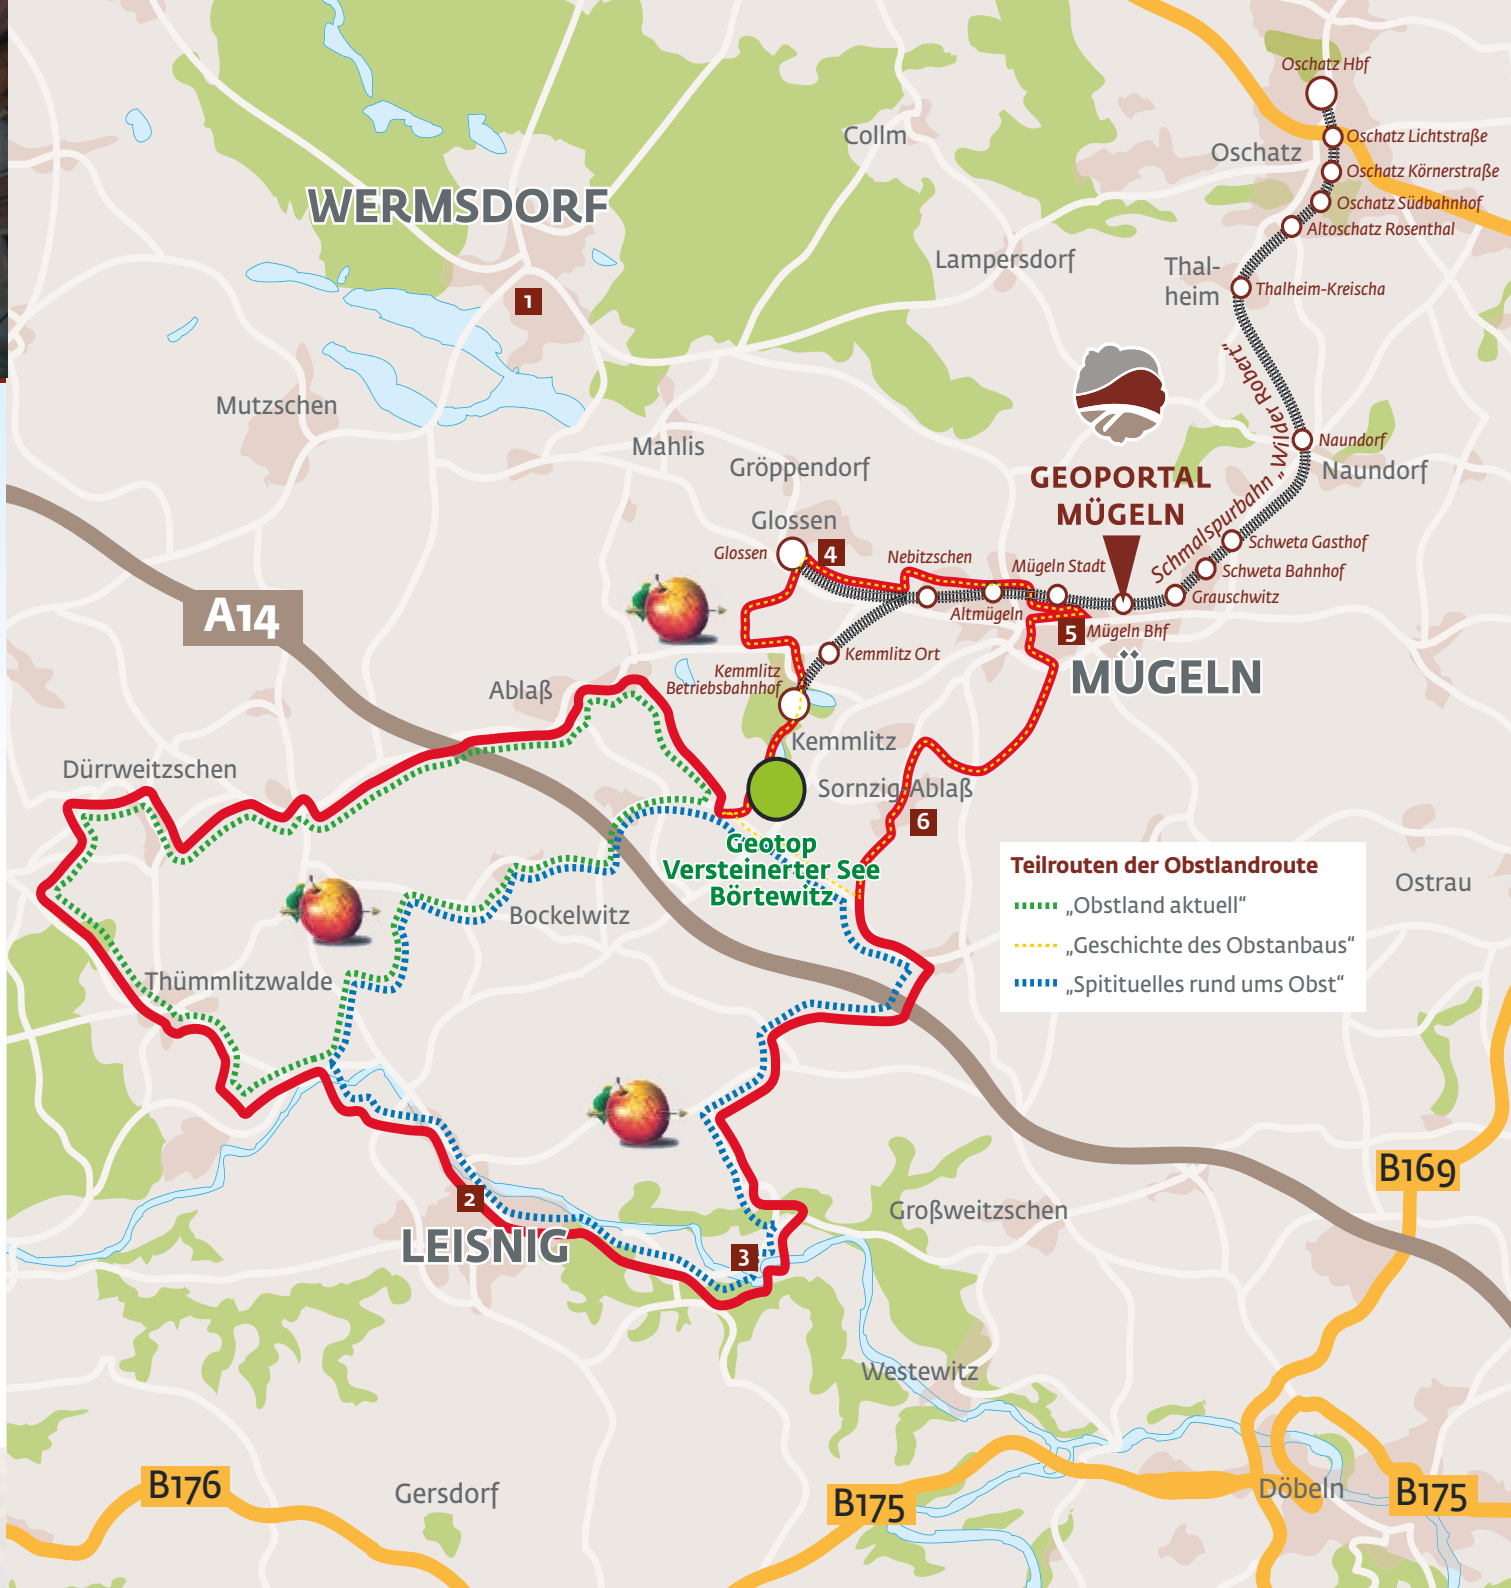 Oschatz Hbf
Collm
Oschatz
Oschatz Lichtstraße
Oschatz Körnerstraße
Oschatz Südbahnhof
Altoschatz Rosenthal
WERMSDORF
Lampersdorf
Thal-
heim
Thalheim-Kreischa
1
Schmalspurbahn „Wilder Robert“
Mutzschen
Mahlis
Gröppendorf
Naundorf
Naundorf
GEOPORTAL
MÜGELN
Glossen
Glossen
4
Nebitzschen
Mügeln Stadt
Schweta Gasthof
Schweta Bahnhof
Grauschwitz
A14
Altmügeln
5
Mügeln Bhf
Kemmlitz Ort
Kemmlitz
Betriebsbahnhof
MÜGELN
Ablaß
Kemmlitz
Dürrweitzschen
Sornzig-Ablaß
6
Geotop
Versteinerter See
Börtewitz
Teilrouten der Obstlandroute
„Obstland aktuell“
„Geschichte des Obstanbaus“
„Spitituelles rund ums Obst“
Ostrau
Bockelwitz
Thümmlitzwalde
B169
2
LEISNIG
3
Großweitzschen
Westewitz
B176
Gersdorf
B175
Döbeln
B175